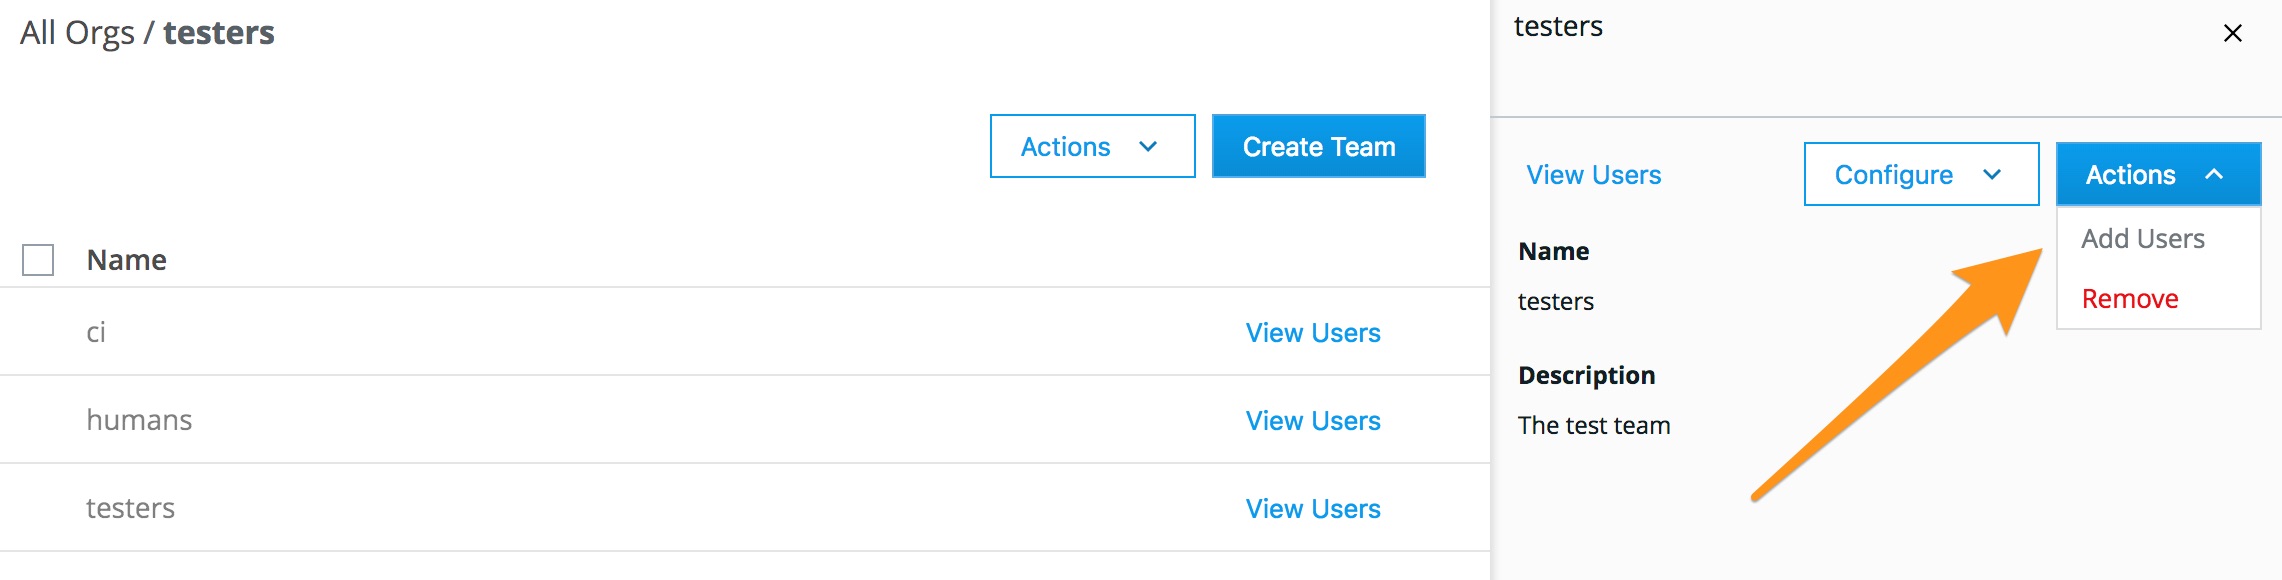 All Orgs / testers
Actions
Create Team
Name
ci
View Users
humans
View Users
testers
View Users
testers
View Users
Configure
Actions
Add Users
Remove
Name
testers
Description
The test team